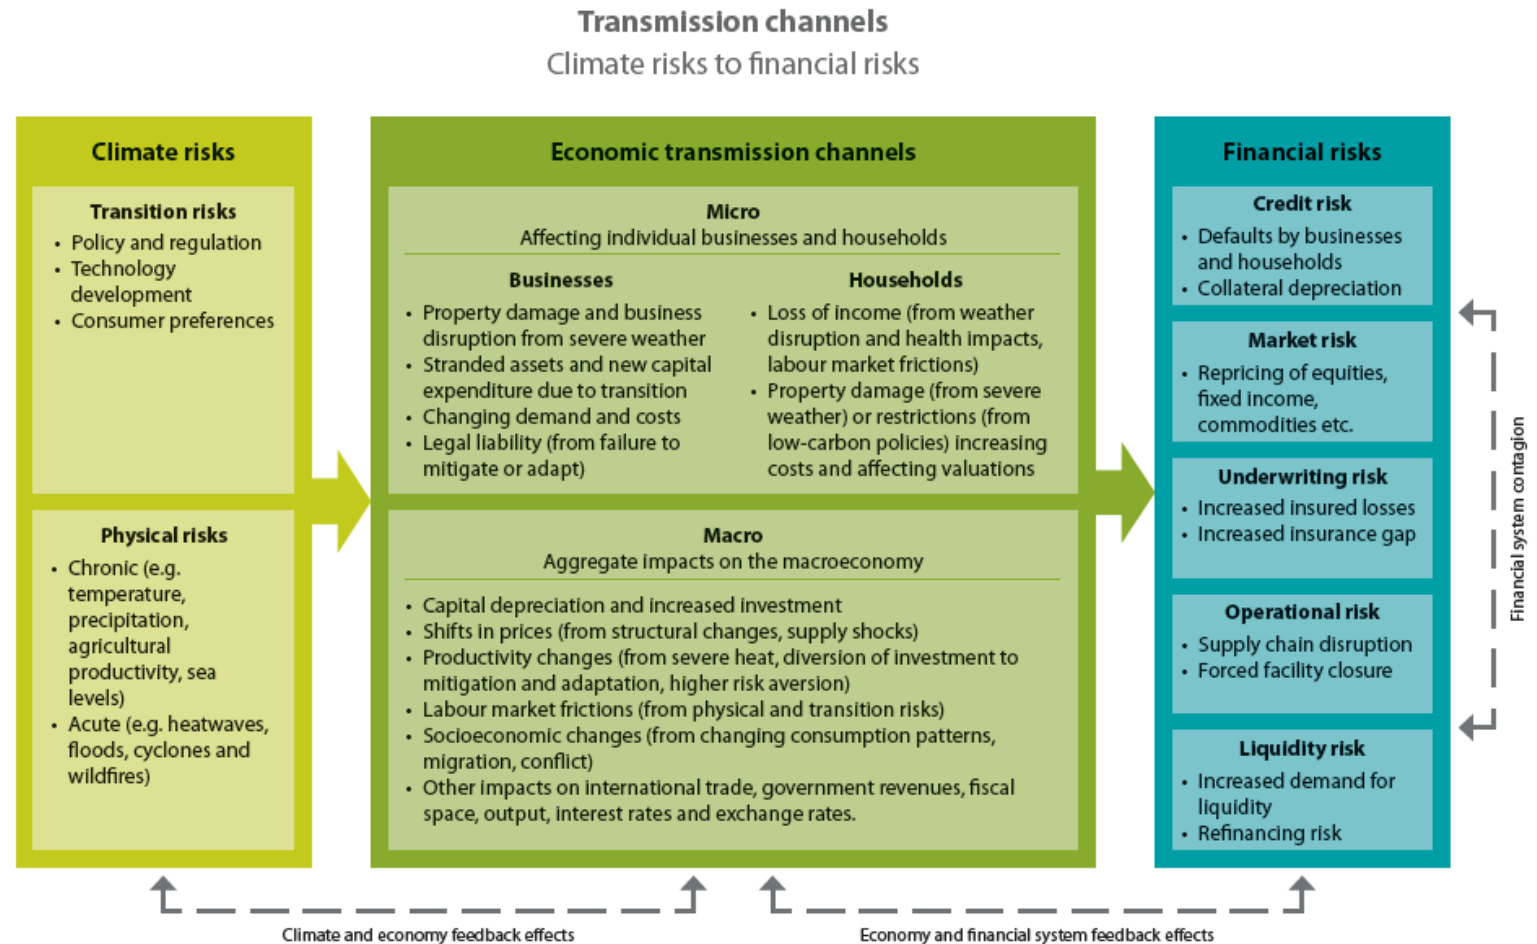 Transmission channels
Climate risks to financial risks
Climate risks
Transition risks
• Policy and regulation
• Technology
development
• Consumer preferences
Physical risks
• Chronic (e.g.
temperature,
precipitation,
agricultural
productivity, sea
levels)
• Acute (e.g. heatwaves,
floods, cyclones and
wildfires)
Economic transmission channels
Micro
Affecting individual businesses and households
Businesses
• Property damage and business
disruption from severe weather
• Stranded assets and new capital
expenditure due to transition
• Changing demand and costs
• Legal liability (from failure to
mitigate or adapt)
Households
• Loss of income (from weather
disruption and health impacts,
labour market frictions)
• Property damage (from severe
weather) or restrictions (from
low-carbon policies) increasing
costs and affecting valuations
Macro
Aggregate impacts on the macroeconomy
• Capital depreciation and increased investment
• Shifts in prices (from structural changes, supply shocks)
• Productivity changes (from severe heat, diversion of investment to
mitigation and adaptation, higher risk aversion)
• Labour market frictions (from physical and transition risks)
• Socioeconomic changes (from changing consumption patterns,
migration, conflict)
• Other impacts on international trade, government revenues, fiscal
space, output, interest rates and exchange rates.
Financial risks
Credit risk
• Defaults by businesses
and households
• Collateral depreciation
Market risk
• Repricing of equities,
fixed income,
commodities etc.
Underwriting risk
• Increased insured losses
• Increased insurance gap
Operational risk
• Supply chain disruption
• Forced facility closure
Liquidity risk
• Increased demand for
liquidity
• Refinancing risk
Financial system contagion
Climate and economy feedback effects
Economy and financial system feedback effects